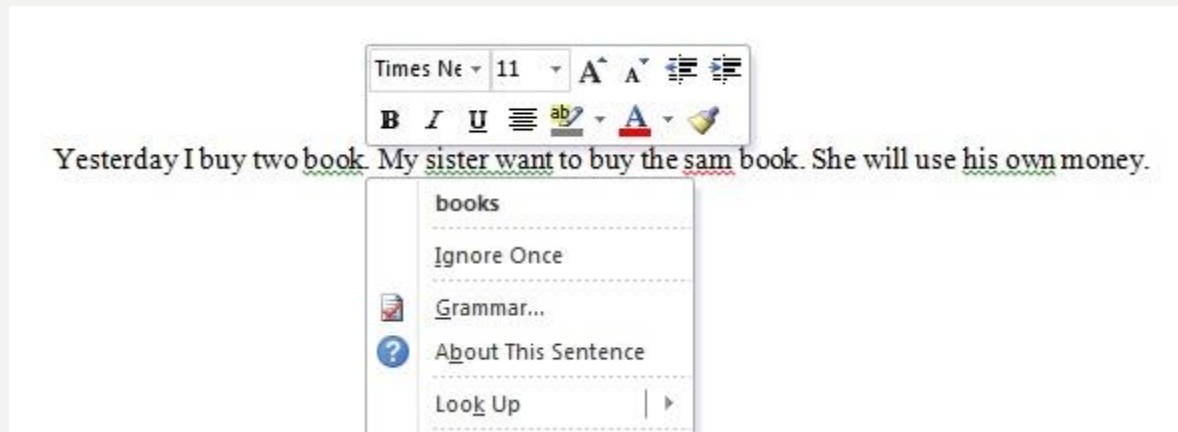 Times Ne 11 A A
B I U ab A
Yesterday I buy two book. My sister want to buy the sam book. She will use his own money.
books
Ignore Once
Grammar...
? About This Sentence
Look Up